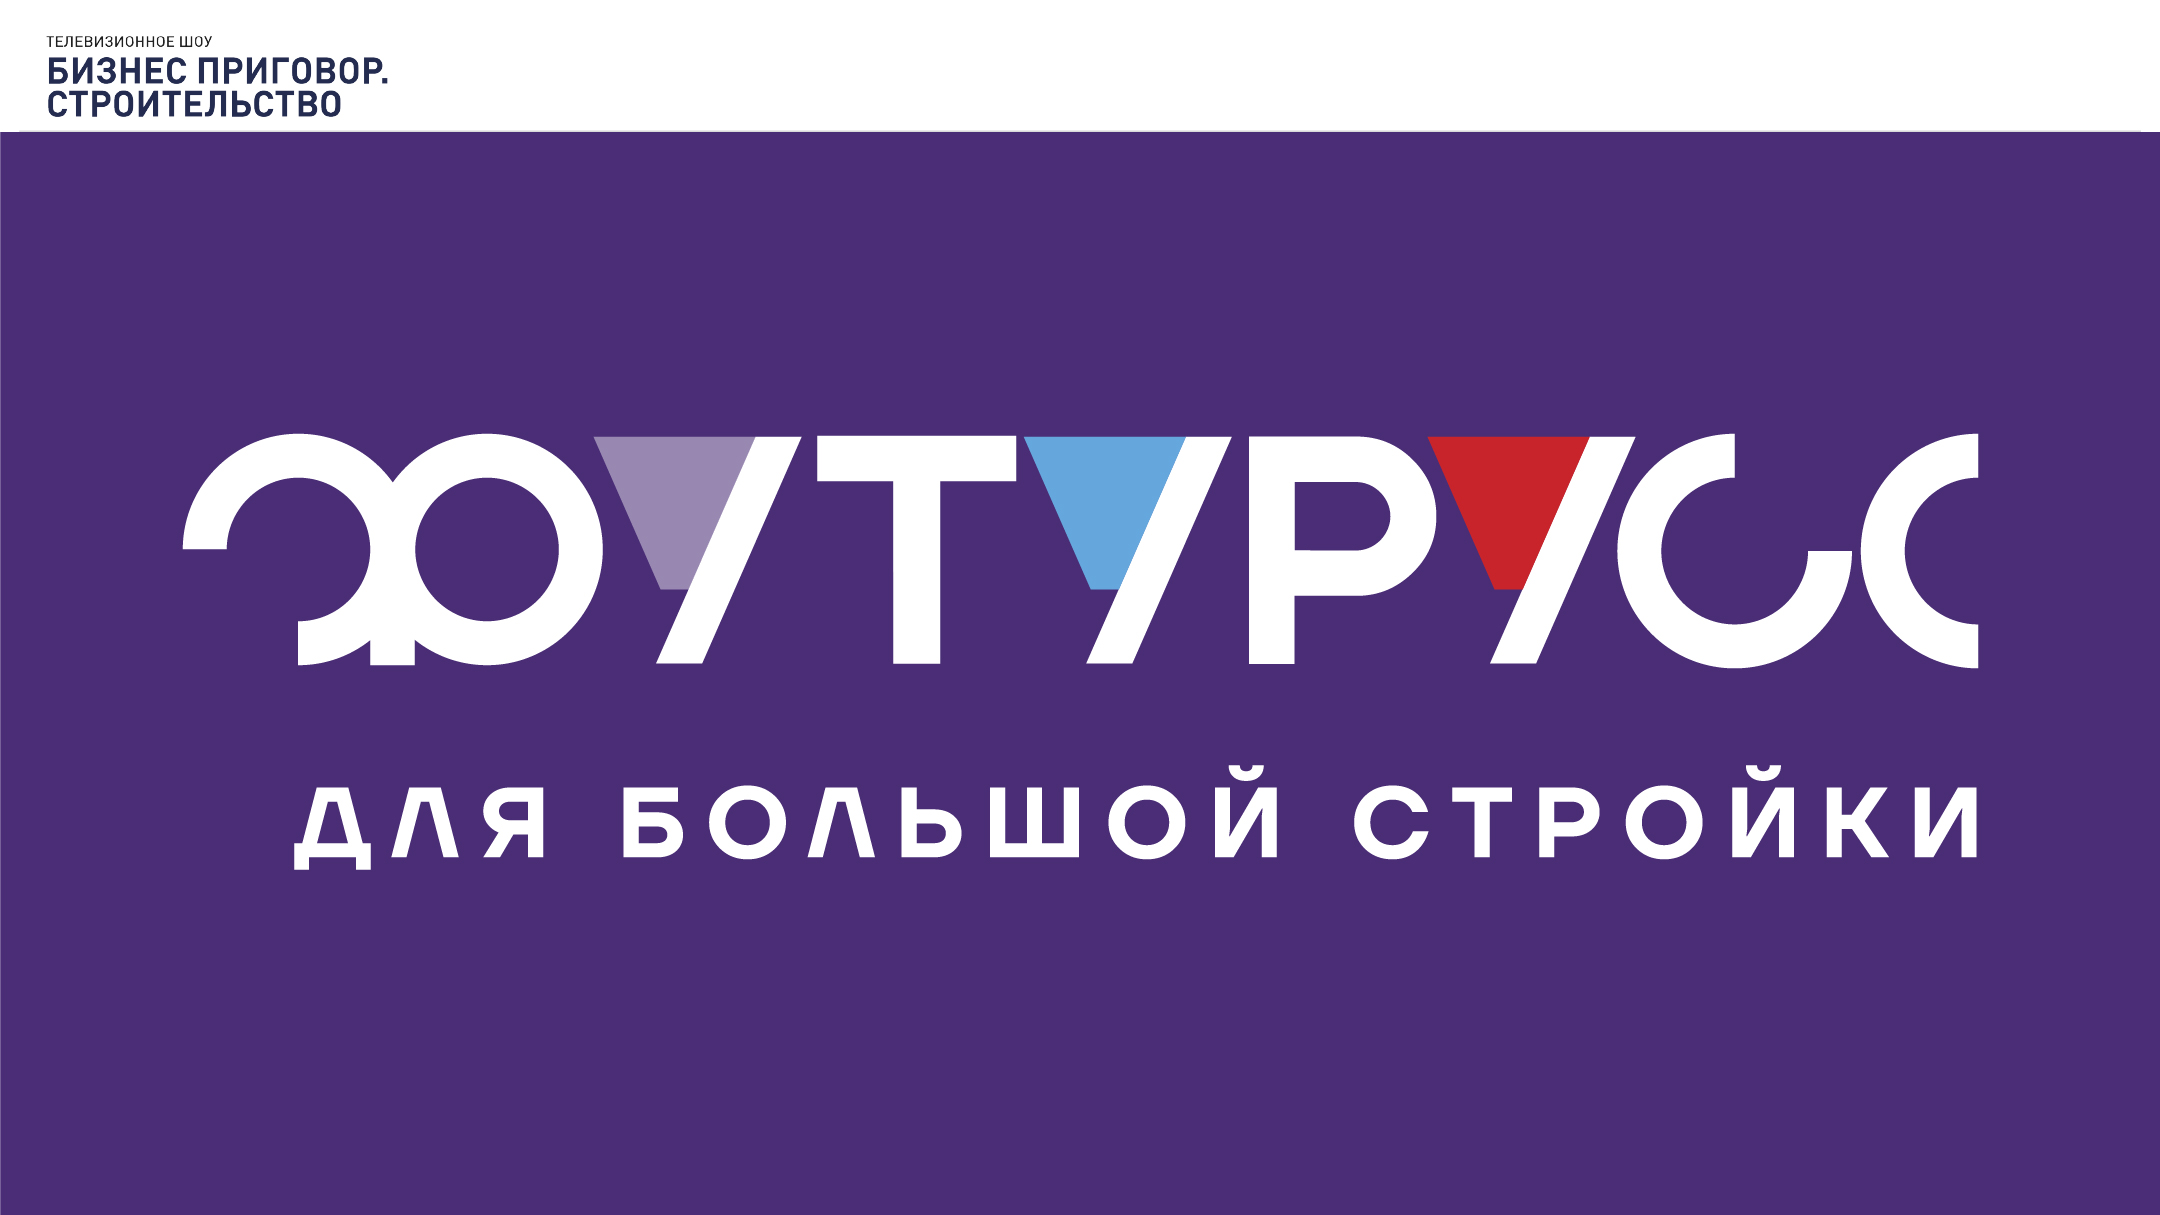 ТЕЛЕВИЗИОННОЕ ШОУ
БИЗНЕС ПРИГОВОР.
СТРОИТЕЛЬСТВО
ФУТУРУСС
ДЛЯ БОЛЬШОЙ СТРОЙКИ